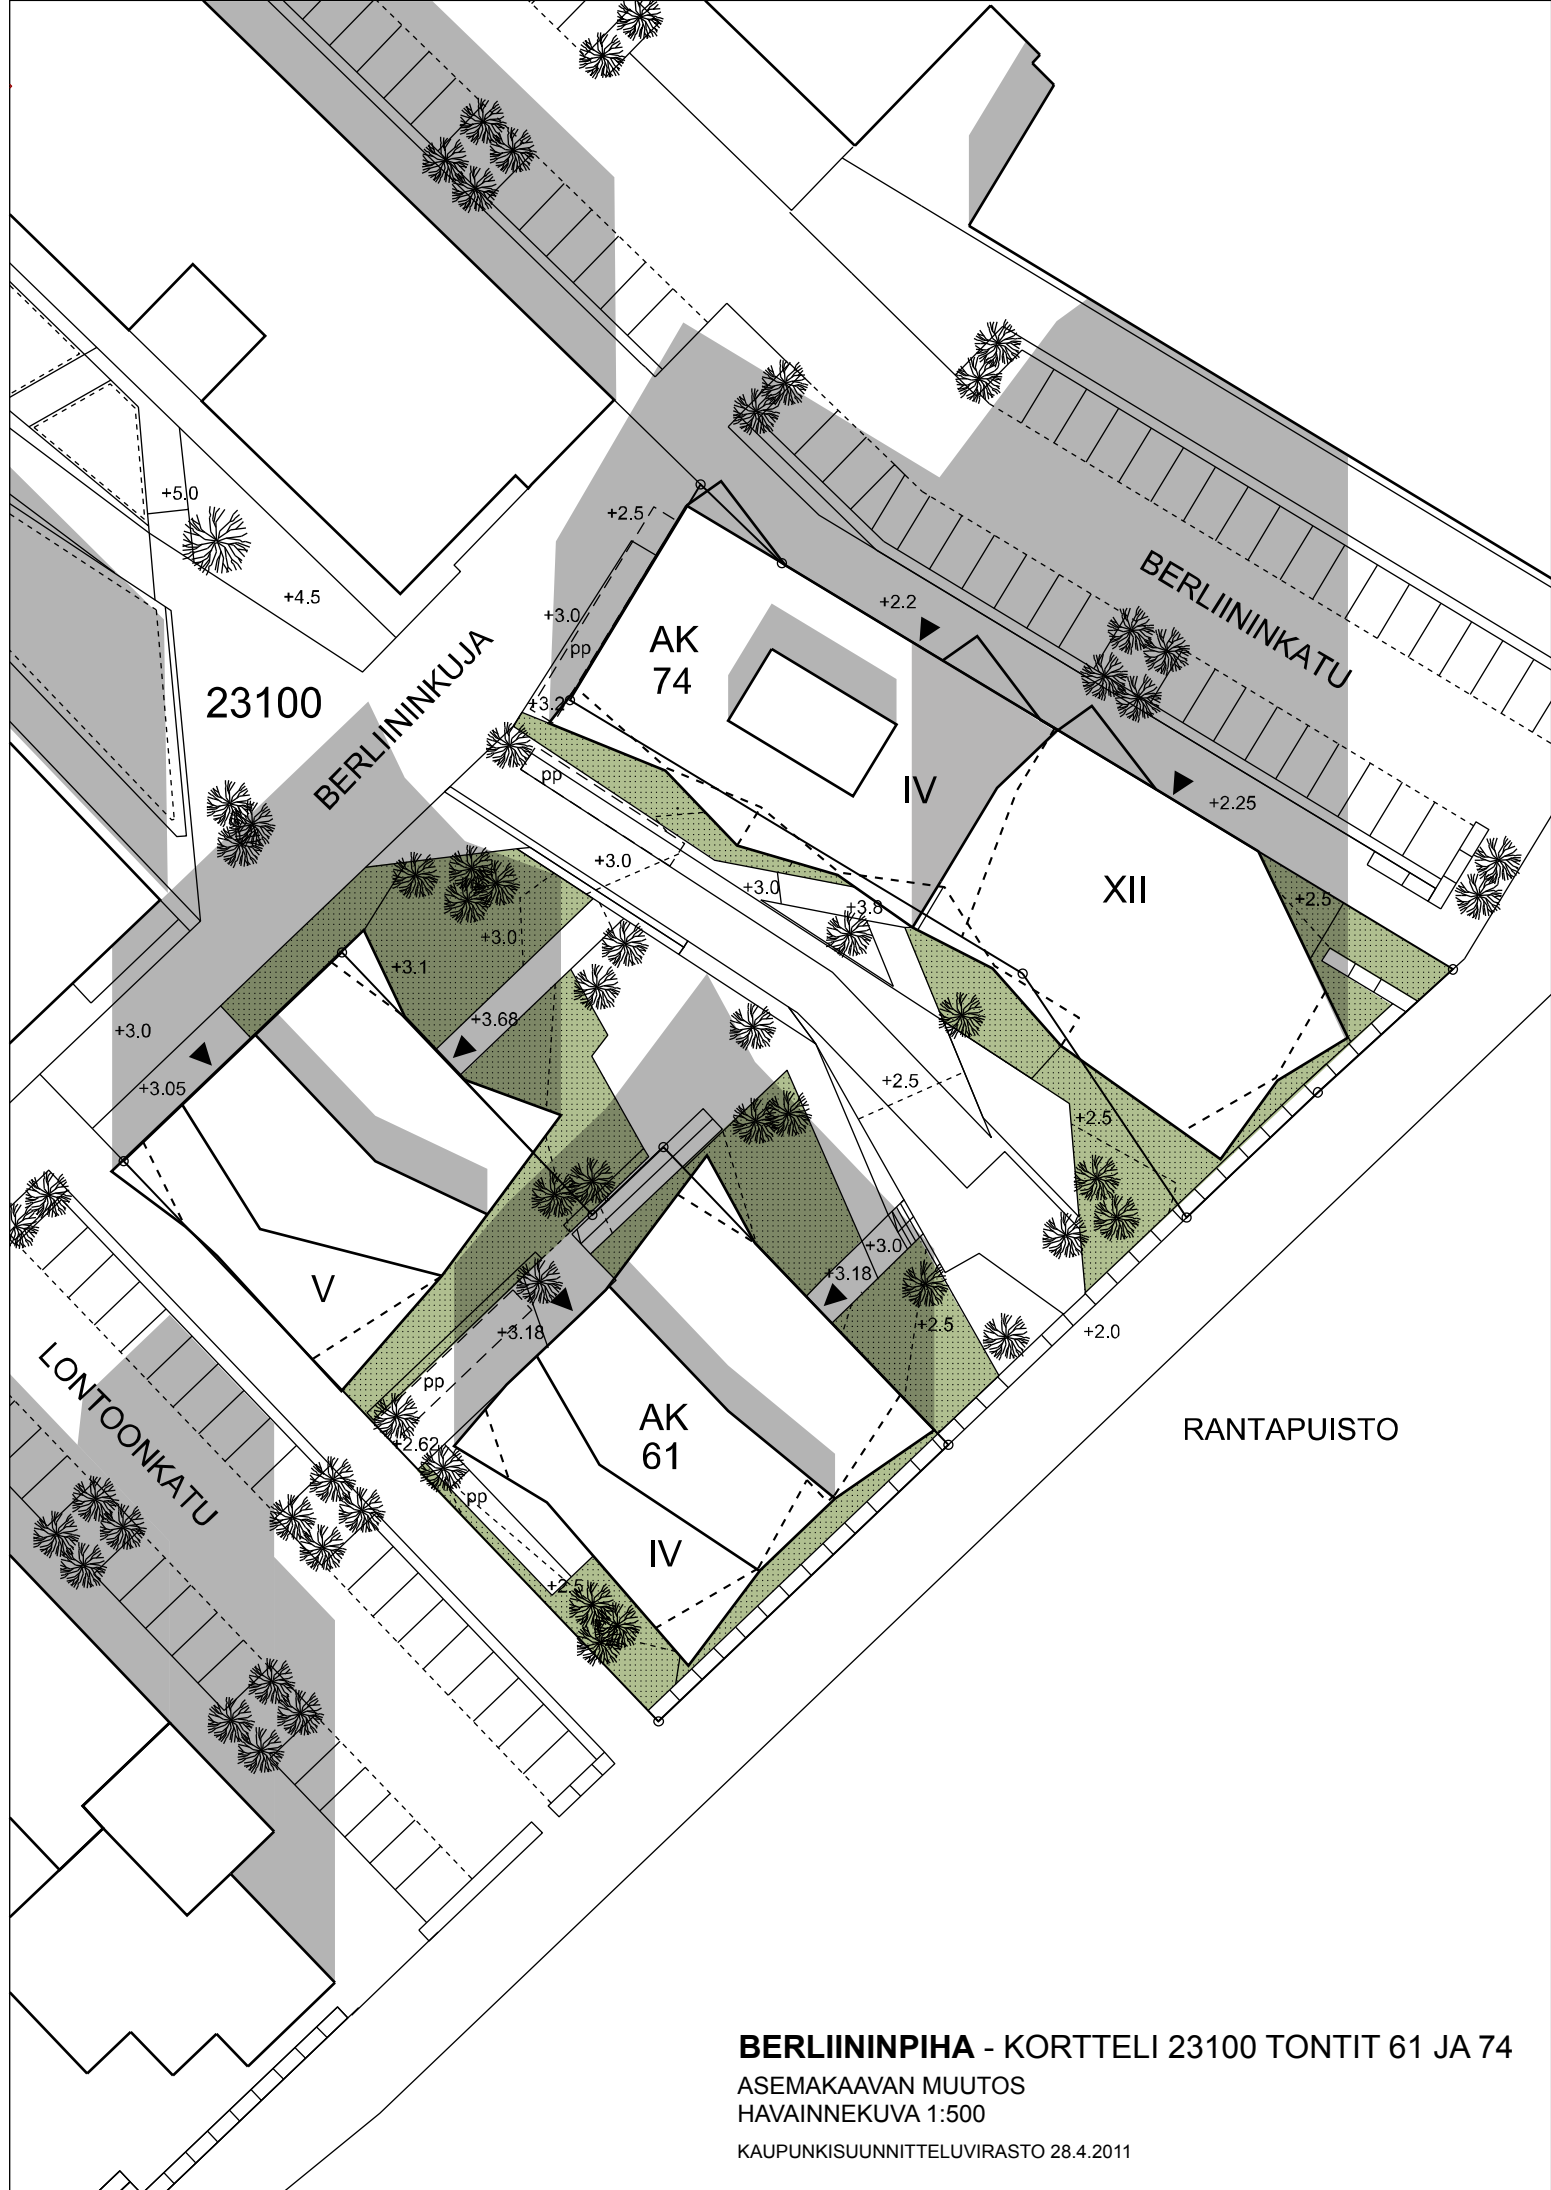 +5.0
+2.5
+4.5
+3.0
pp
AK
74
+2.2
BERLIININKATU
23100
BERLIININKUJA
+3.2
pp
IV
+2.25
+3.0
+3.0
+3.8
XII
+2.5
+3.0
+3.1
+3.68
+3.0
+3.05
+2.5
+2.5
V
+3.0
+3.18
+3.18
+2.5
+2.0
LONTOONKATU
pp
AK
61
+2.62
pp
RANTAPUISTO
IV
+2.5
BERLIININPIHA - KORTTELI 23100 TONTIT 61 JA 74
ASEMAKAAVAN MUUTOS
HAVAINNEKUVA 1:500
KAUPUNKISUUNNITTELUVIRASTO 28.4.2011